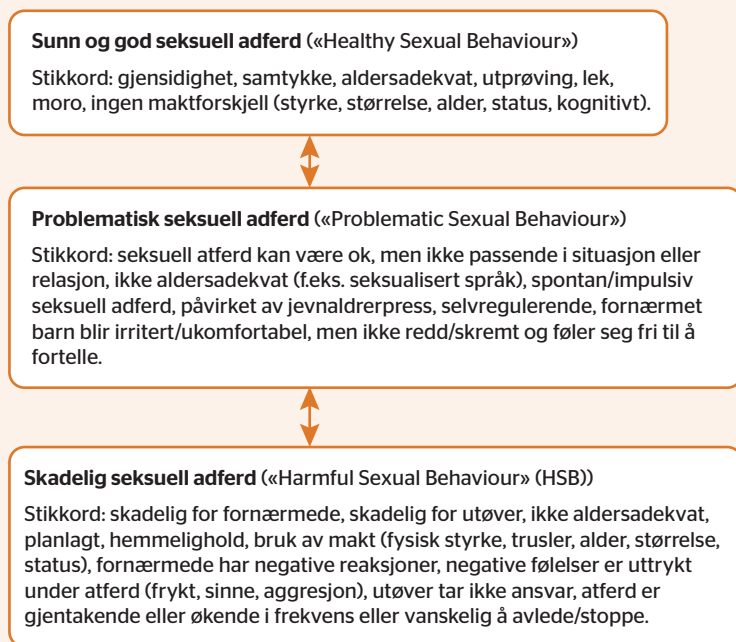 Sunn og god seksuell adferd («Healthy Sexual Behaviour»)
Stikkord: gjensidighet, samtykke, aldersadekvat, utprøving, lek,
moro, ingen maktforskjell (styrke, størrelse, alder, status, kognitivt).
Problematisk seksuell adferd («Problematic Sexual Behaviour»)
Stikkord: seksuell atferd kan være ok, men ikke passende i situasjon eller
relasjon, ikke aldersadekvat (f.eks. seksualisert språk), spontan/impulsiv
seksuell adferd, påvirket av jevnaldrerpress, selvregulerende, fornærmet
barn blir irritert/ukomfortabel, men ikke redd/skremt og føler seg fri til å
fortelle.
Skadelig seksuell adferd («Harmful Sexual Behaviour» (HSB))
Stikkord: skadelig for fornærmede, skadelig for utøver, ikke aldersadekvat,
planlagt, hemmelighold, bruk av makt (fysisk styrke, trusler, alder, størrelse,
status), fornærmede har negative reaksjoner, negative følelser er uttrykt
under atferd (frykt, sinne, aggresjon), utøver tar ikke ansvar, atferd er
gjentakende eller økende i frekvens eller vanskelig å avlede/stoppe.